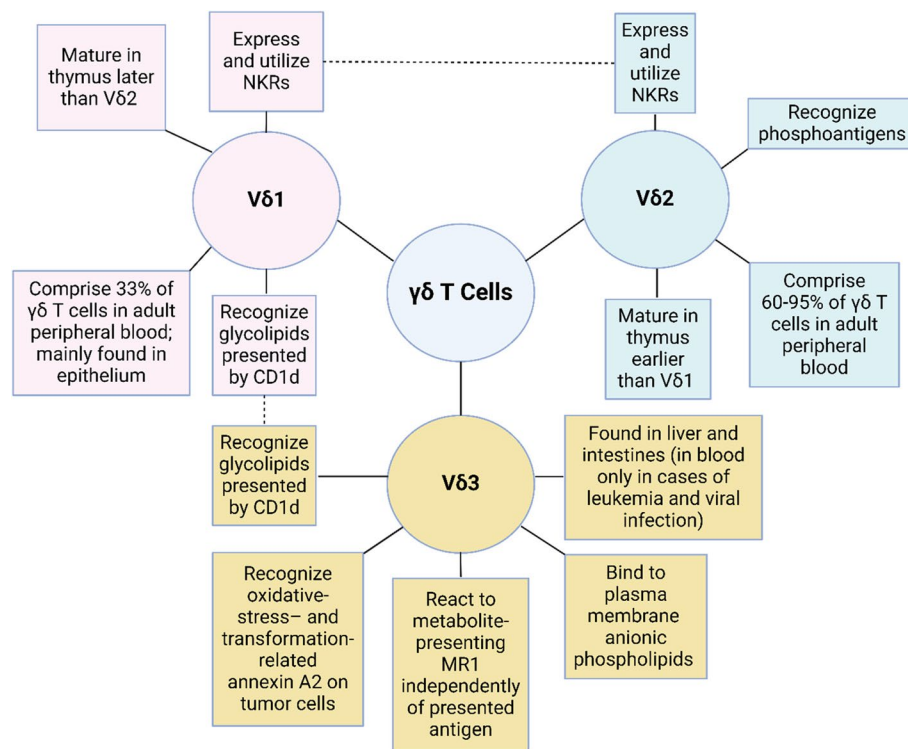 Mature in
thymus later
than Vδ2
Express
and utilize
NKRs
Express
and
utilize
NKRs
Recognize
phosphoantigens
Vδ1
Vδ2
γδ T Cells
Comprise 33% of
γδ T cells in adult
peripheral blood;
mainly found in
epithelium
Recognize
glycolipids
presented
by CD1d
Mature in
thymus
earlier
than Vδ1
Comprise
60-95% of γδ T
cells in adult
peripheral
blood
Recognize
glycolipids
presented
by CD1d
Vδ3
Found in liver and
intestines (in blood
only in cases of
leukemia and viral
infection)
Recognize
oxidative-
stress– and
transformation-
related
annexin A2 on
tumor cells
React to
metabolite-
presenting
MR1
independently
of presented
antigen
Bind to
plasma
membrane
anionic
phospholipids